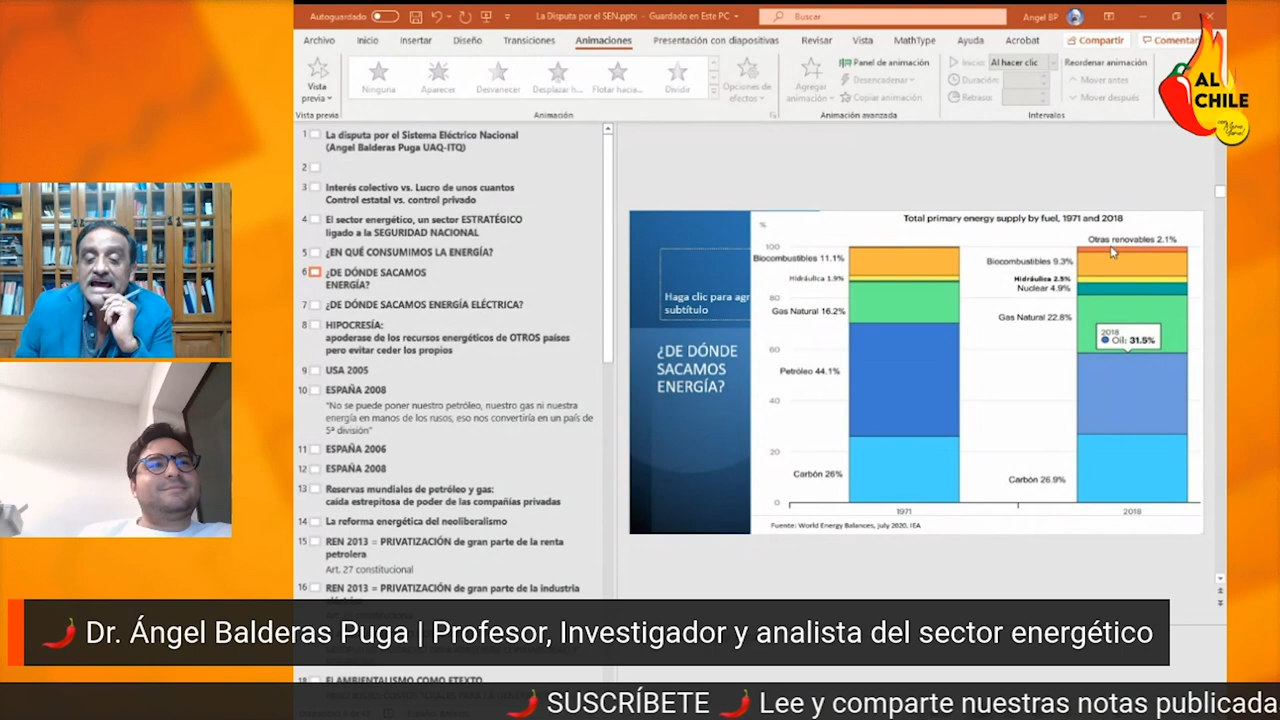 Autoguardado
La Disputa por el SEN.pptx - Guardado en Este PC
Buscar
Angel BP
Archivo
Inicio
Insertar
Diseño
Transiciones
Animaciones
Presentación con diapositivas
Revisar
Vista
MathType
Ayuda
Acrobat
Compartir
Comentar
Vista
previa
Vista previa
Ninguna
Aparecer
Desvanecer
Desplazar h...
Flotar hacia...
Dividir
Animación
Opciones de
efectos
Agregar
animación
Panel de animación
Desencadenar
Copiar animación
Animación avanzada
Inicio:
Al hacer clic
Duración:
Retraso:
Reordenar animación
Mover antes
Mover después
Intervalos
AL
CHILE
1 La disputa por el Sistema Eléctrico Nacional
(Angel Balderas Puga UAQ-ITQ)
2
3 Interés colectivo vs. Lucro de unos cuantos
Control estatal vs. control privado
4 El sector energético, un sector ESTRATÉGICO
ligado a la SEGURIDAD NACIONAL
5 ¿EN QUÉ CONSUMIMOS LA ENERGÍA?
6 ¿DE DÓNDE SACAMOS
ENERGÍA?
7 ¿DE DÓNDE SACAMOS ENERGÍA ELÉCTRICA?
8 HIPOCRESÍA:
apoderase de los recursos energéticos de OTROS países
pero evitar ceder los propios
9 USA 2005
10 ESPAÑA 2008
"No se puede poner nuestro petróleo, nuestro gas ni nuestra
energía en manos de los rusos, eso nos convertiría en un país de
5ª división"
11 ESPAÑA 2006
12 ESPAÑA 2008
13 Reservas mundiales de petróleo y gas:
caída estrepitosa de poder de las compañías privadas
14 La reforma energética del neoliberalismo
15 REN 2013 = PRIVATIZACIÓN de gran parte de la renta
petrolera
Art. 27 constitucional
16 REN 2013 = PRIVATIZACIÓN de gran parte de la industria
Haga clic para agr
subtítulo
¿DE DÓNDE
SACAMOS
ENERGÍA?
Total primary energy supply by fuel, 1971 and 2018
%
100
80
60
40
20
0
Biocombustibles 11.1%
Hidráulica 1.9%
Gas Natural 16.2%
Petróleo 44.1%
Carbón 26%
Otras renovables 2.1%
Biocombustibles 9.3%
Hidráulica 2.5%
Nuclear 4.9%
Gas Natural 22.8%
2018
Oil: 31.5%
Carbón 26.9%
1971
2018
Fuente: World Energy Balances, july 2020, IEA
Dr. Ángel Balderas Puga | Profesor, Investigador y analista del sector energético
SUSCRÍBETE
Lee y comparte nuestras notas publicada